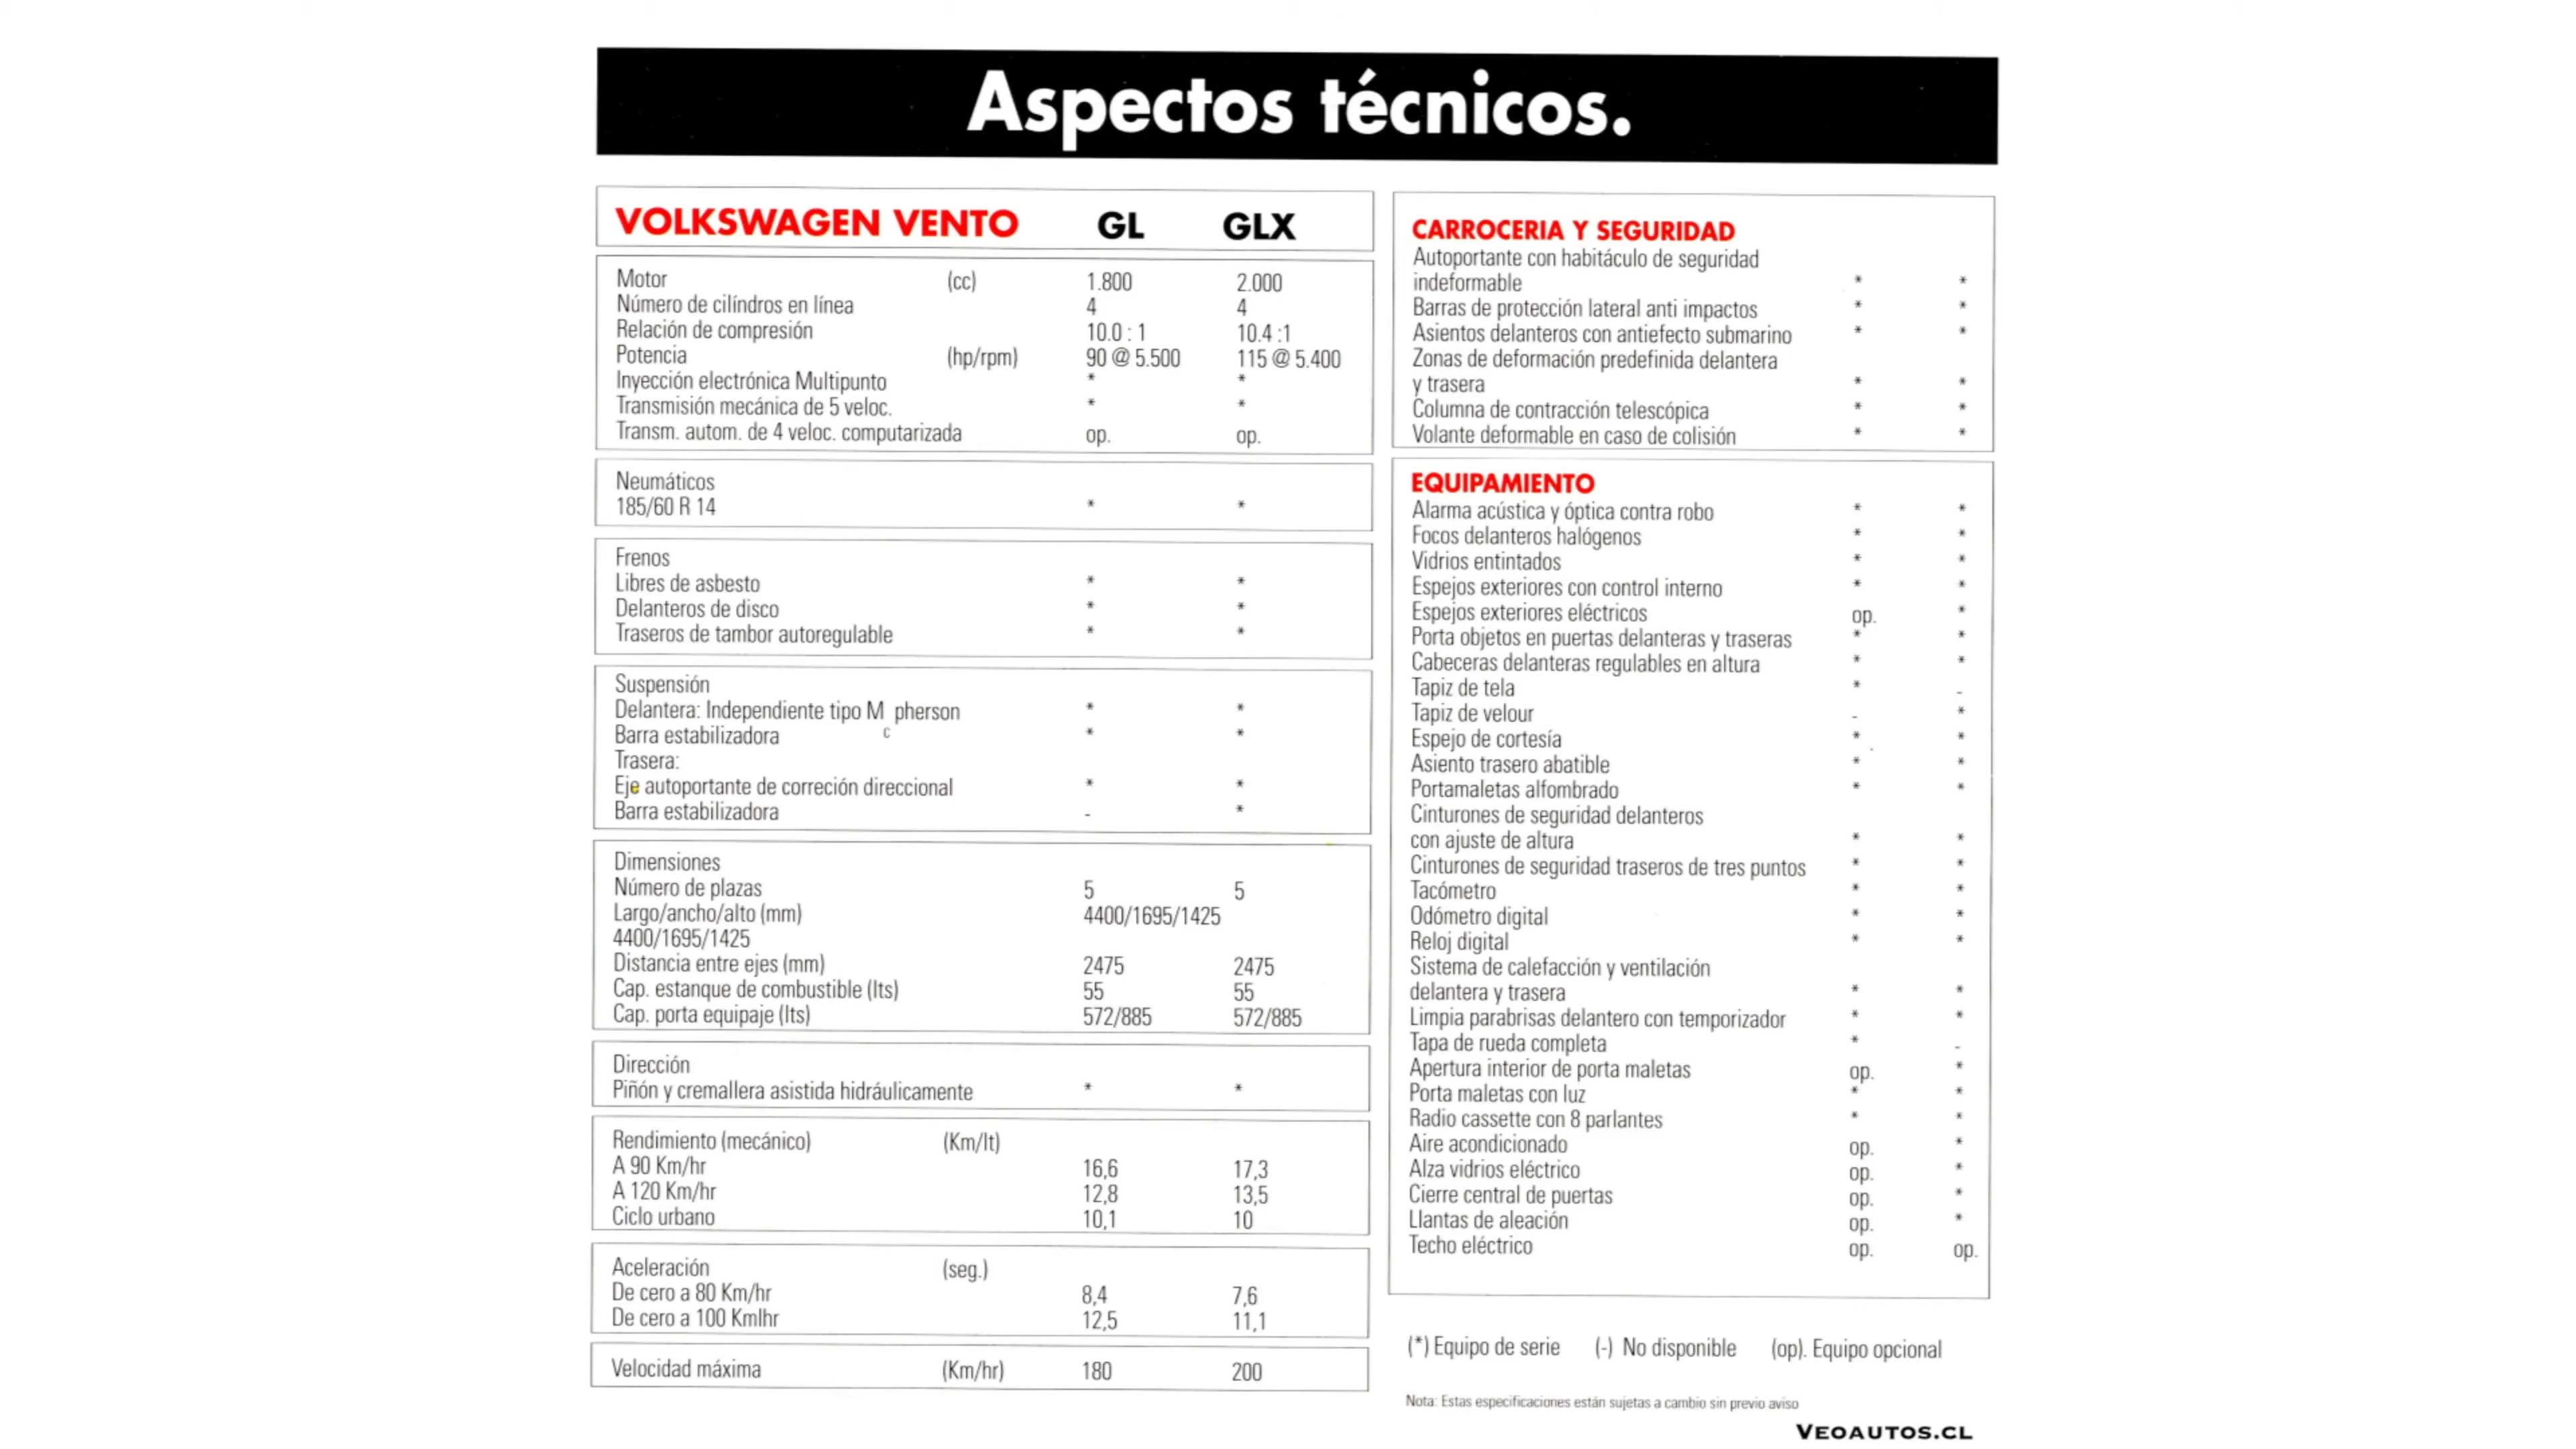 Aspectos técnicos.
VOLKSWAGEN VENTO GL GLX
Motor (cc) 1.800 2.000
Número de cilíndros en línea 4 4
Relación de compresión 10.0 : 1 10.4 :1
Potencia (hp/rpm) 90 @ 5.500 115 @ 5.400
Inyección electrónica Multipunto * *
Transmisión mecánica de 5 veloc. * *
Transm. autom. de 4 veloc. computarizada op. op.
Neumáticos
185/60 R 14 * *
Frenos
Libres de asbesto * *
Delanteros de disco * *
Traseros de tambor autoregulable * *
Suspensión
Delantera: Independiente tipo M pherson * *
Barra estabilizadora c * *
Trasera:
Eje autoportante de correción direccional * *
Barra estabilizadora - *
Dimensiones
Número de plazas 5 5
Largo/ancho/alto (mm) 4400/1695/1425
4400/1695/1425
Distancia entre ejes (mm) 2475 2475
Cap. estanque de combustible (lts) 55 55
Cap. porta equipaje (lts) 572/885 572/885
Dirección
Piñón y cremallera asistida hidráulicamente * *
Rendimiento (mecánico) (Km/lt)
A 90 Km/hr 16,6 17,3
A 120 Km/hr 12,8 13,5
Ciclo urbano 10,1 10
Aceleración (seg.)
De cero a 80 Km/hr 8,4 7,6
De cero a 100 Kmlhr 12,5 11,1
Velocidad máxima (Km/hr) 180 200
CARROCERIA Y SEGURIDAD
Autoportante con habitáculo de seguridad
indeformable * *
Barras de protección lateral anti impactos * *
Asientos delanteros con antiefecto submarino * *
Zonas de deformación predefinida delantera
y trasera * *
Columna de contracción telescópica * *
Volante deformable en caso de colisión * *
EQUIPAMIENTO
Alarma acústica y óptica contra robo * *
Focos delanteros halógenos * *
Vidrios entintados * *
Espejos exteriores con control interno * *
Espejos exteriores eléctricos op. *
Porta objetos en puertas delanteras y traseras * *
Cabeceras delanteras regulables en altura * *
Tapiz de tela * -
Tapiz de velour - *
Espejo de cortesía * *
Asiento trasero abatible * *
Portamaletas alfombrado * *
Cinturones de seguridad delanteros
con ajuste de altura * *
Cinturones de seguridad traseros de tres puntos * *
Tacómetro * *
Odómetro digital * *
Reloj digital * *
Sistema de calefacción y ventilación
delantera y trasera * *
Limpia parabrisas delantero con temporizador * *
Tapa de rueda completa * -
Apertura interior de porta maletas op. *
Porta maletas con luz * *
Radio cassette con 8 parlantes * *
Aire acondicionado op. *
Alza vidrios eléctrico op. *
Cierre central de puertas op. *
Llantas de aleación op. *
Techo eléctrico op. op.
(*) Equipo de serie (-) No disponible (op). Equipo opcional
Nota: Estas especificaciones están sujetas a cambio sin previo aviso
VEOAUTOS.CL